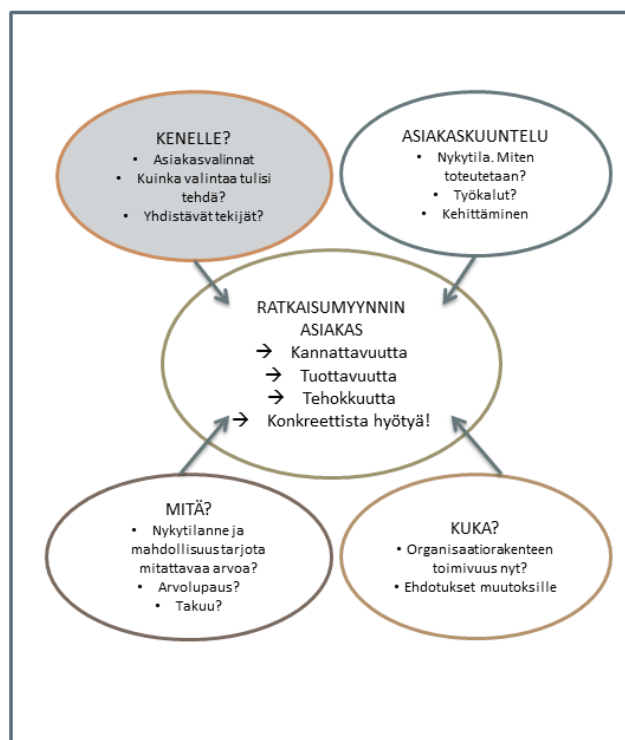 KENELLE?
• Asiakasvalinnat
• Kuinka valintaa tulisi
tehdä?
• Yhdistävät tekijät?
ASIAKASKUUNTELU
• Nykytila. Miten
toteutetaan?
• Työkalut?
• Kehittäminen
RATKAISUMYYNNIN
ASIAKAS
→ Kannattavuutta
→ Tuottavuutta
→ Tehokkuutta
→ Konkreettista hyötyä!
MITÄ?
• Nykytilanne ja
mahdollisuus tarjota
mitattavaa arvoa?
• Arvolupaus?
• Takuu?
KUKA?
• Organisaatiorakenteen
toimivuus nyt?
• Ehdotukset muutoksille